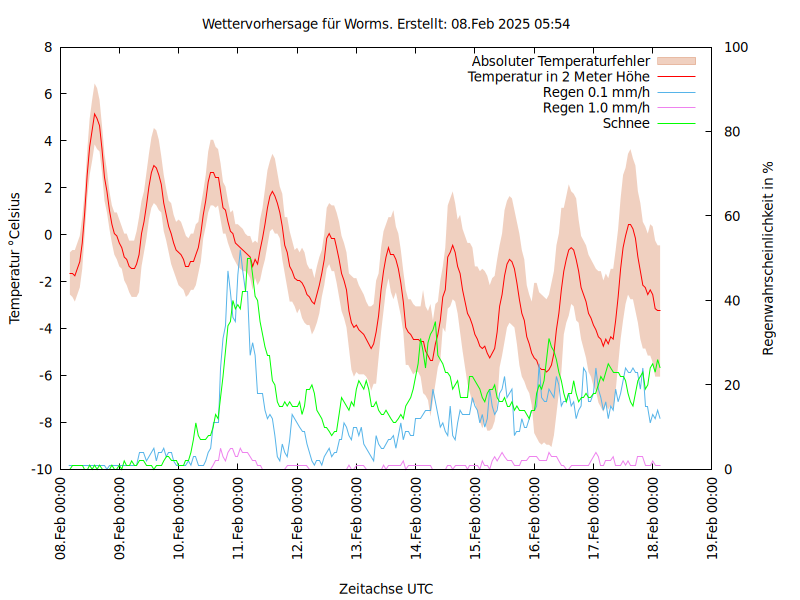 Wettervorhersage für Worms. Erstellt: 08.Feb 2025 05:54
Temperatur °Celsius
8
6
4
2
0
-2
-4
-6
-8
-10
Absoluter Temperaturfehler
Temperatur in 2 Meter Höhe
Regen 0.1 mm/h
Regen 1.0 mm/h
Schnee
100
80
60
40
20
0
Regenwahrscheinlichkeit in %
08.Feb 00:00
09.Feb 00:00
10.Feb 00:00
11.Feb 00:00
12.Feb 00:00
13.Feb 00:00
14.Feb 00:00
15.Feb 00:00
16.Feb 00:00
17.Feb 00:00
18.Feb 00:00
19.Feb 00:00
Zeitachse UTC